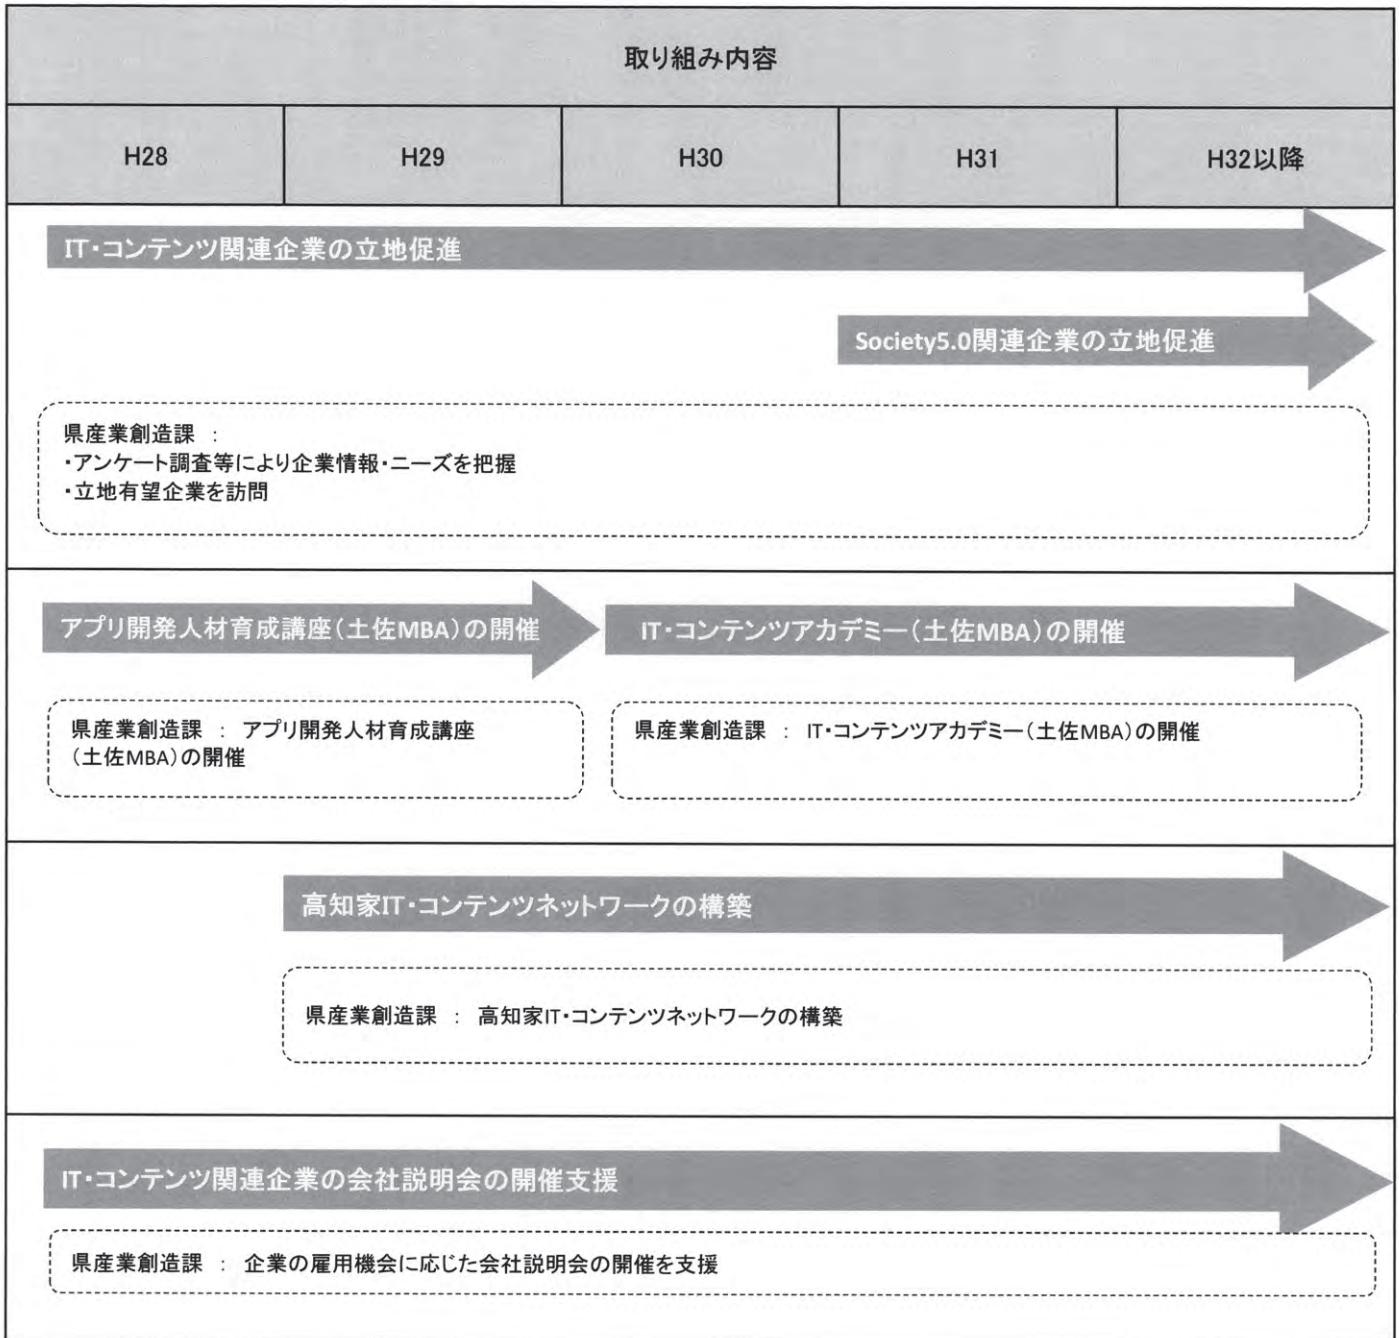 取り組み内容
H28
H29
H30
H31
H32以降
IT・コンテンツ関連企業の立地促進
Society5.0関連企業の立地促進
県産業創造課 ：
・アンケート調査等により企業情報・ニーズを把握
・立地有望企業を訪問
アプリ開発人材育成講座（土佐MBA）の開催
IT・コンテンツアカデミー（土佐MBA）の開催
県産業創造課 ： アプリ開発人材育成講座
（土佐MBA）の開催
県産業創造課 ： IT・コンテンツアカデミー（土佐MBA）の開催
高知家IT・コンテンツネットワークの構築
県産業創造課 ： 高知家IT・コンテンツネットワークの構築
IT・コンテンツ関連企業の会社説明会の開催支援
県産業創造課 ： 企業の雇用機会に応じた会社説明会の開催を支援